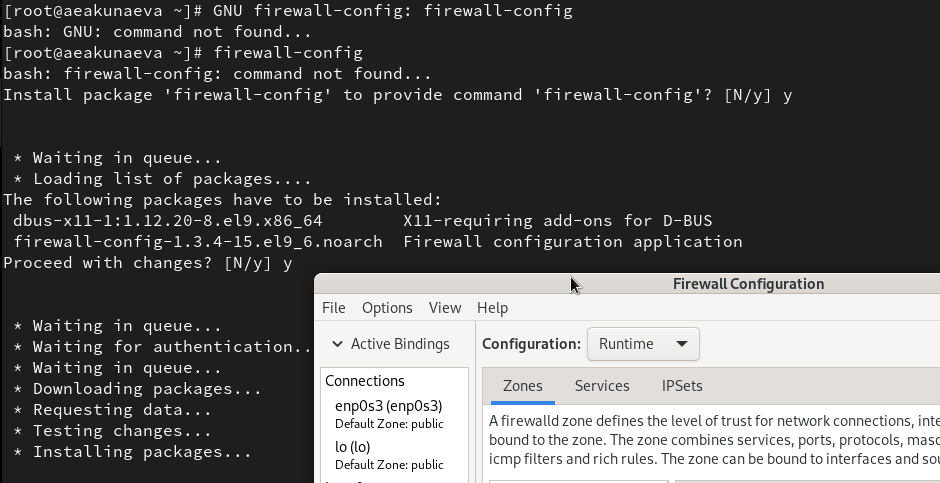 [root@aeakunaeva ~]# GNU firewall-config: firewall-config
bash: GNU: command not found...
[root@aeakunaeva ~]# firewall-config
bash: firewall-config: command not found...
Install package 'firewall-config' to provide command 'firewall-config'? [N/y] y
* Waiting in queue...
* Loading list of packages....
The following packages have to be installed:
dbus-x11-1:1.12.20-8.el9.x86_64 X11-requiring add-ons for D-BUS
firewall-config-1.3.4-15.el9_6.noarch Firewall configuration application
Proceed with changes? [N/y] y
* Waiting in queue...
* Waiting for authentication...
* Waiting in queue...
* Downloading packages...
* Requesting data...
* Testing changes...
* Installing packages...
Firewall Configuration
File Options View Help
Active Bindings
Configuration: Runtime
Connections
enp0s3 (enp0s3)
Default Zone: public
lo (lo)
Default Zone: public
Zones Services IPSets
A firewalld zone defines the level of trust for network connections,
bound to the zone. The zone combines services, ports, protocols,
icmp filters and rich rules. The zone can be bound to interfaces and